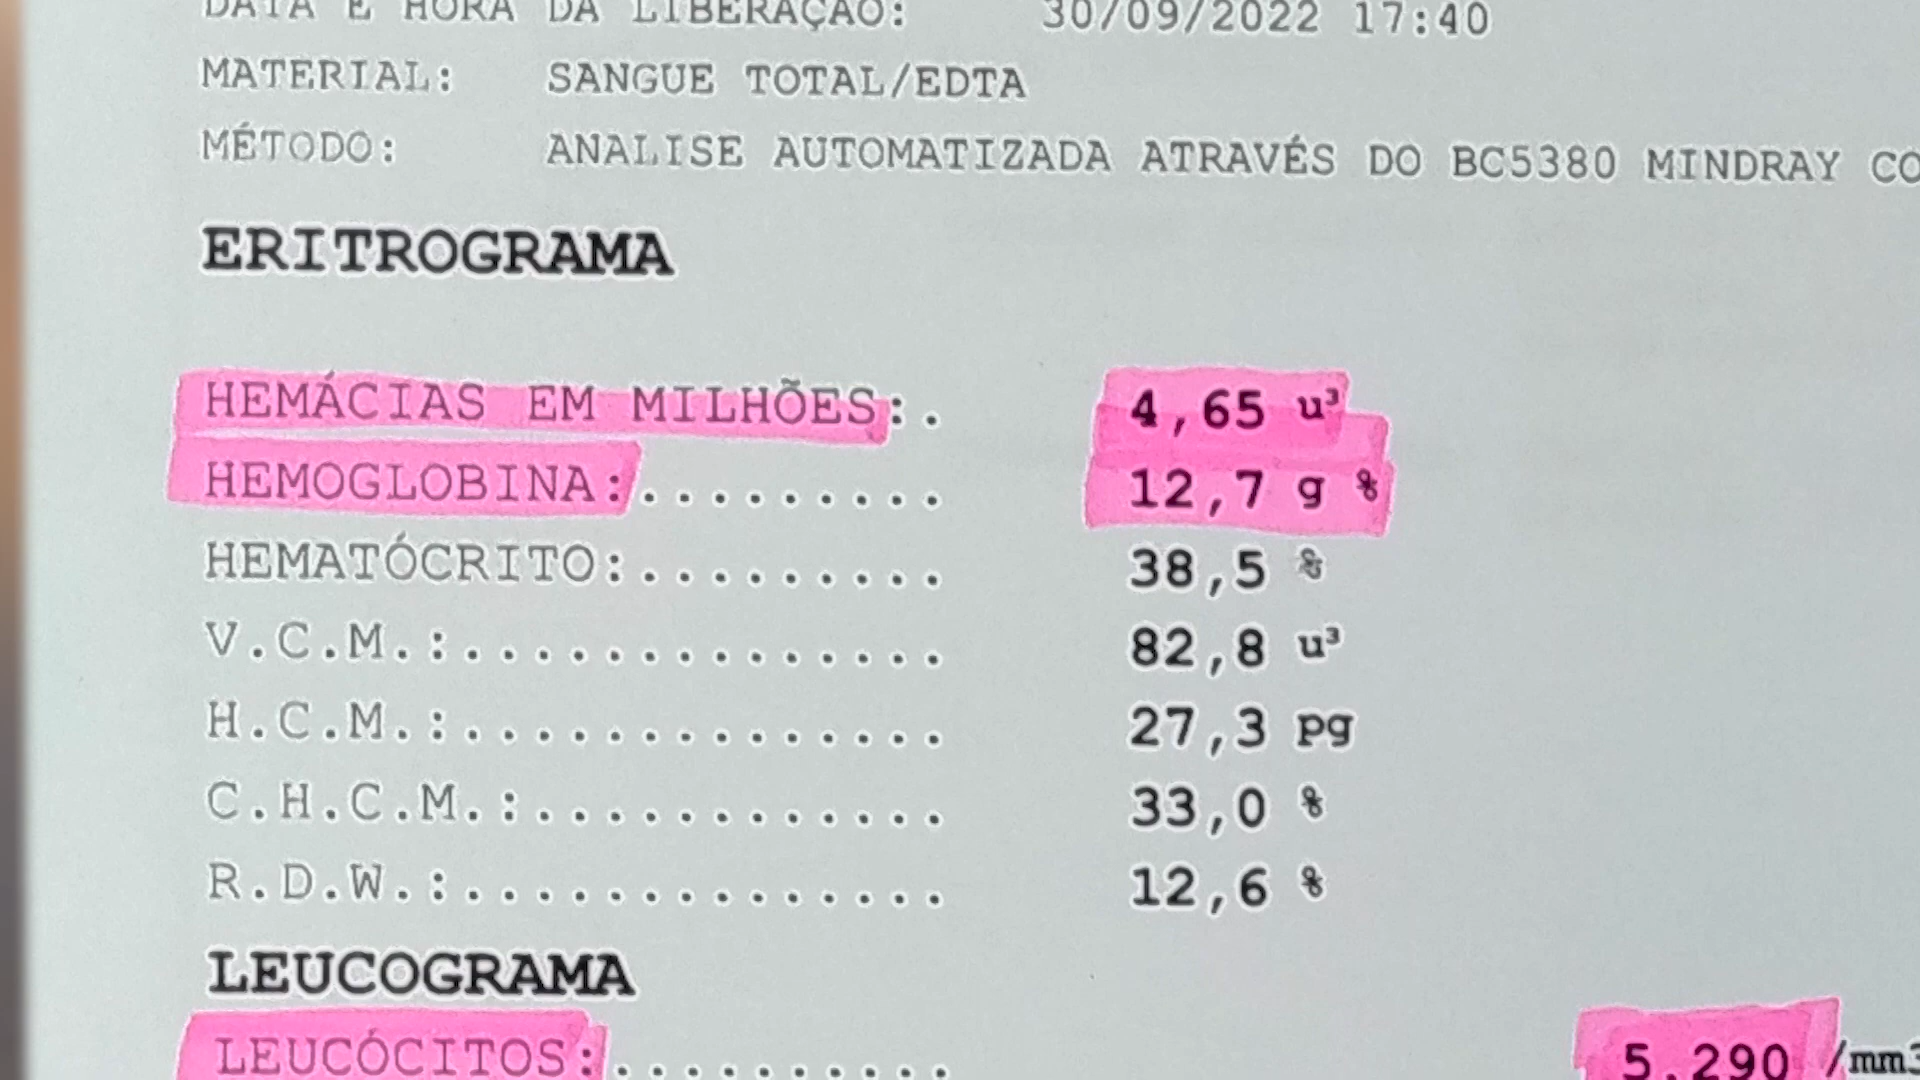 DATA E HORA DA LIBERAÇÃO: 30/09/2022 17:40
MATERIAL: SANGUE TOTAL/EDTA
MÉTODO: ANALISE AUTOMATIZADA ATRAVÉS DO BC5380 MINDRAY CO
ERITROGRAMA
HEMÁCIAS EM MILHÕES:. 4,65 u³
HEMOGLOBINA:......... 12,7 g %
HEMATÓCRITO:......... 38,5 %
V.C.M.:.............. 82,8 u³
H.C.M.:.............. 27,3 pg
C.H.C.M.:............ 33,0 %
R.D.W.:.............. 12,6 %
LEUCOGRAMA
LEUCÓCITOS:.......... 5.290 /mm3